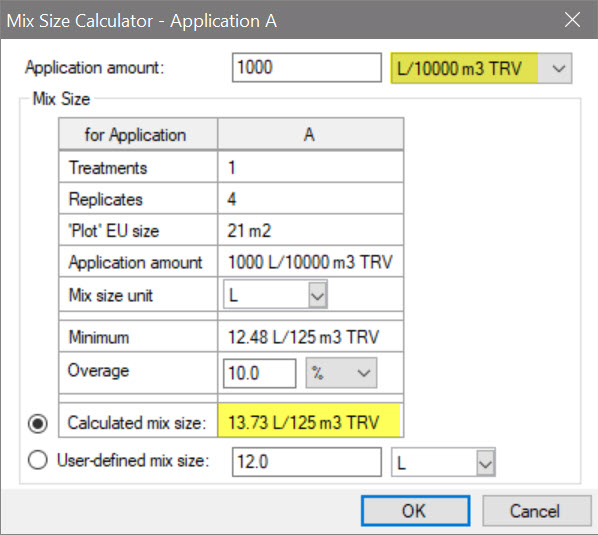 Mix Size Calculator - Application A
Application amount: 1000 L/10000 m3 TRV
Mix Size
for Application A
Treatments 1
Replicates 4
'Plot' EU size 21 m2
Application amount 1000 L/10000 m3 TRV
Mix size unit L
Minimum 12.48 L/125 m3 TRV
Overage 10.0 %
Calculated mix size: 13.73 L/125 m3 TRV
User-defined mix size: 12.0 L
OK Cancel